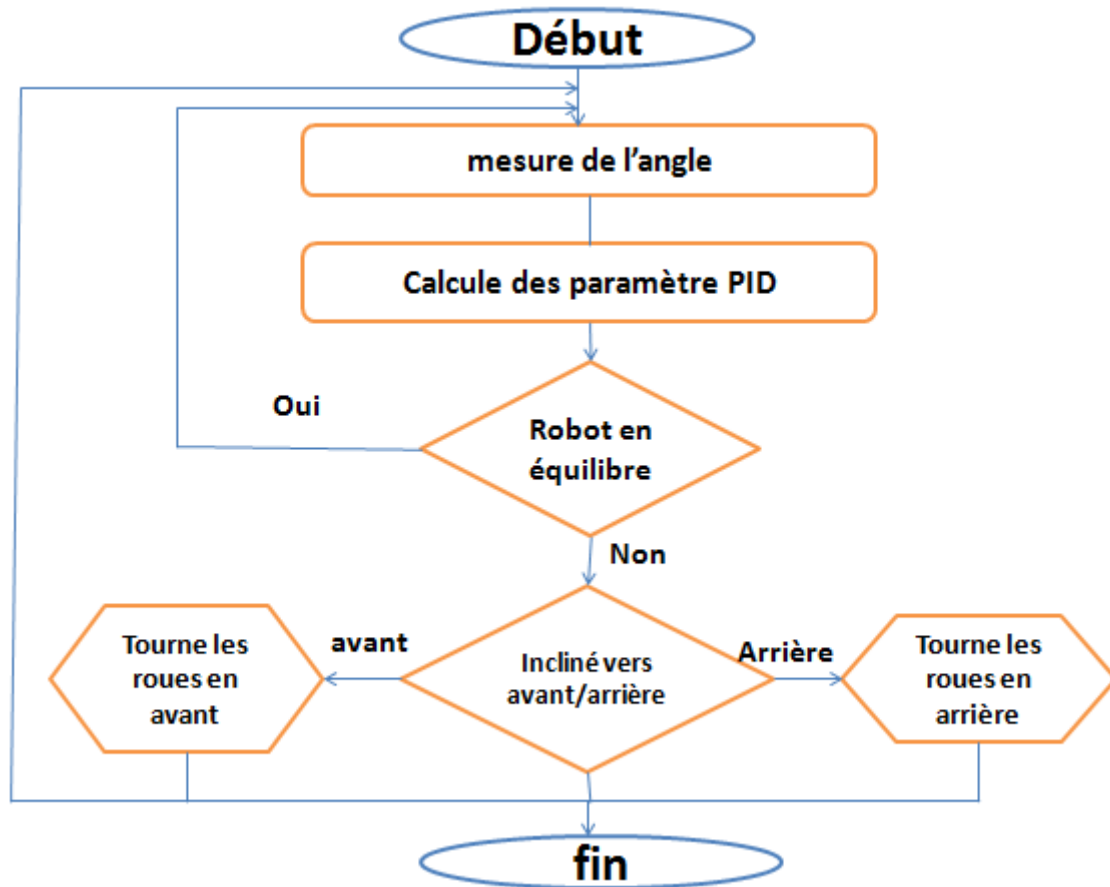 Début
mesure de l'angle
Calcule des paramètre PID
Oui
Robot en
équilibre
Non
avant
Arrière
Tourne les
roues en
avant
Incliné vers
avant/arrière
Tourne les
roues en
arrière
fin